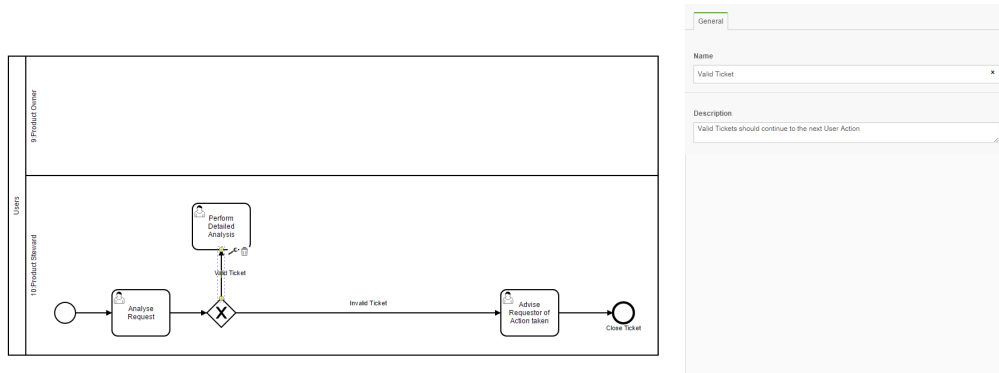 General
Name
Valid Ticket
×
Description
Valid Tickets should continue to the next User Action
Users
9:Product Owner
10:Product Steward
Perform
Detailed
Analysis
Valid Ticket
Analyse
Request
X
Invalid Ticket
Advise
Requestor of
Action taken
Close Ticket